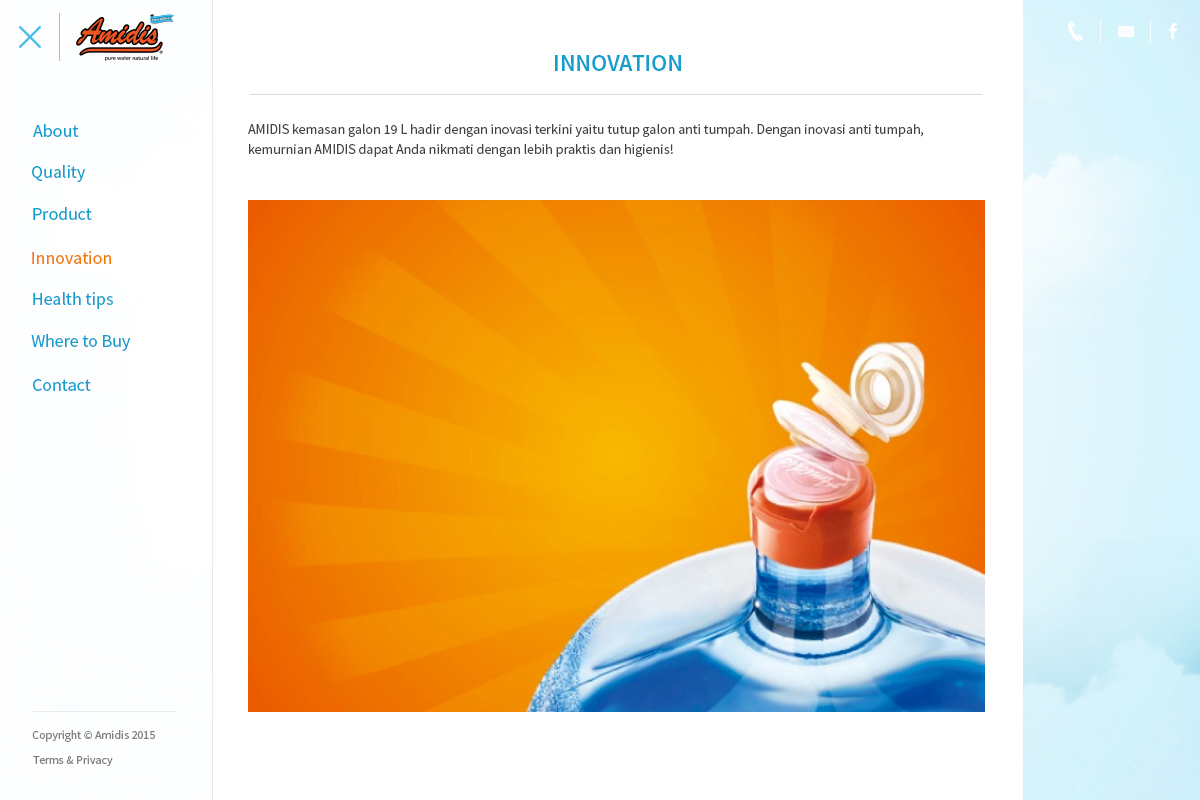 Amidis
pure water natural life
About
Quality
Product
Innovation
Health tips
Where to Buy
Contact
Copyright © Amidis 2015
Terms & Privacy
INNOVATION
AMIDIS kemasan galon 19 L hadir dengan inovasi terkini yaitu tutup galon anti tumpah. Dengan inovasi anti tumpah,
kemurnian AMIDIS dapat Anda nikmati dengan lebih praktis dan higienis!